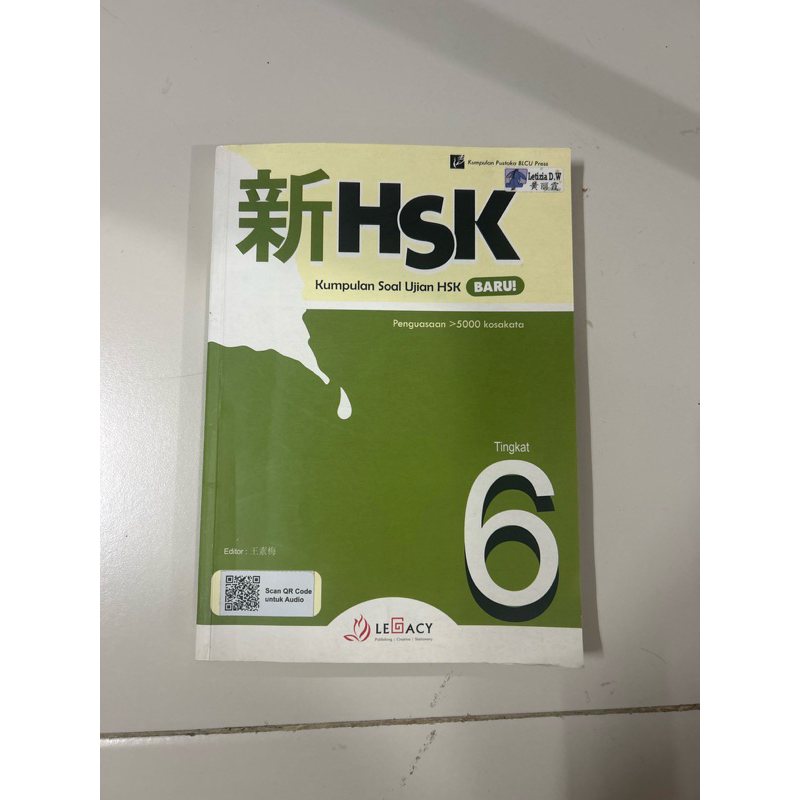 Kumpulan Pustaka BLCU Press
Letizia D.W
黄丽霞
新HSK
Kumpulan Soal Ujian HSK BARU!
Penguasaan >5000 kosakata
Tingkat
6
Editor : 王素梅
Scan QR Code
untuk Audio
LEGACY
Publishing | Creative | Stationery